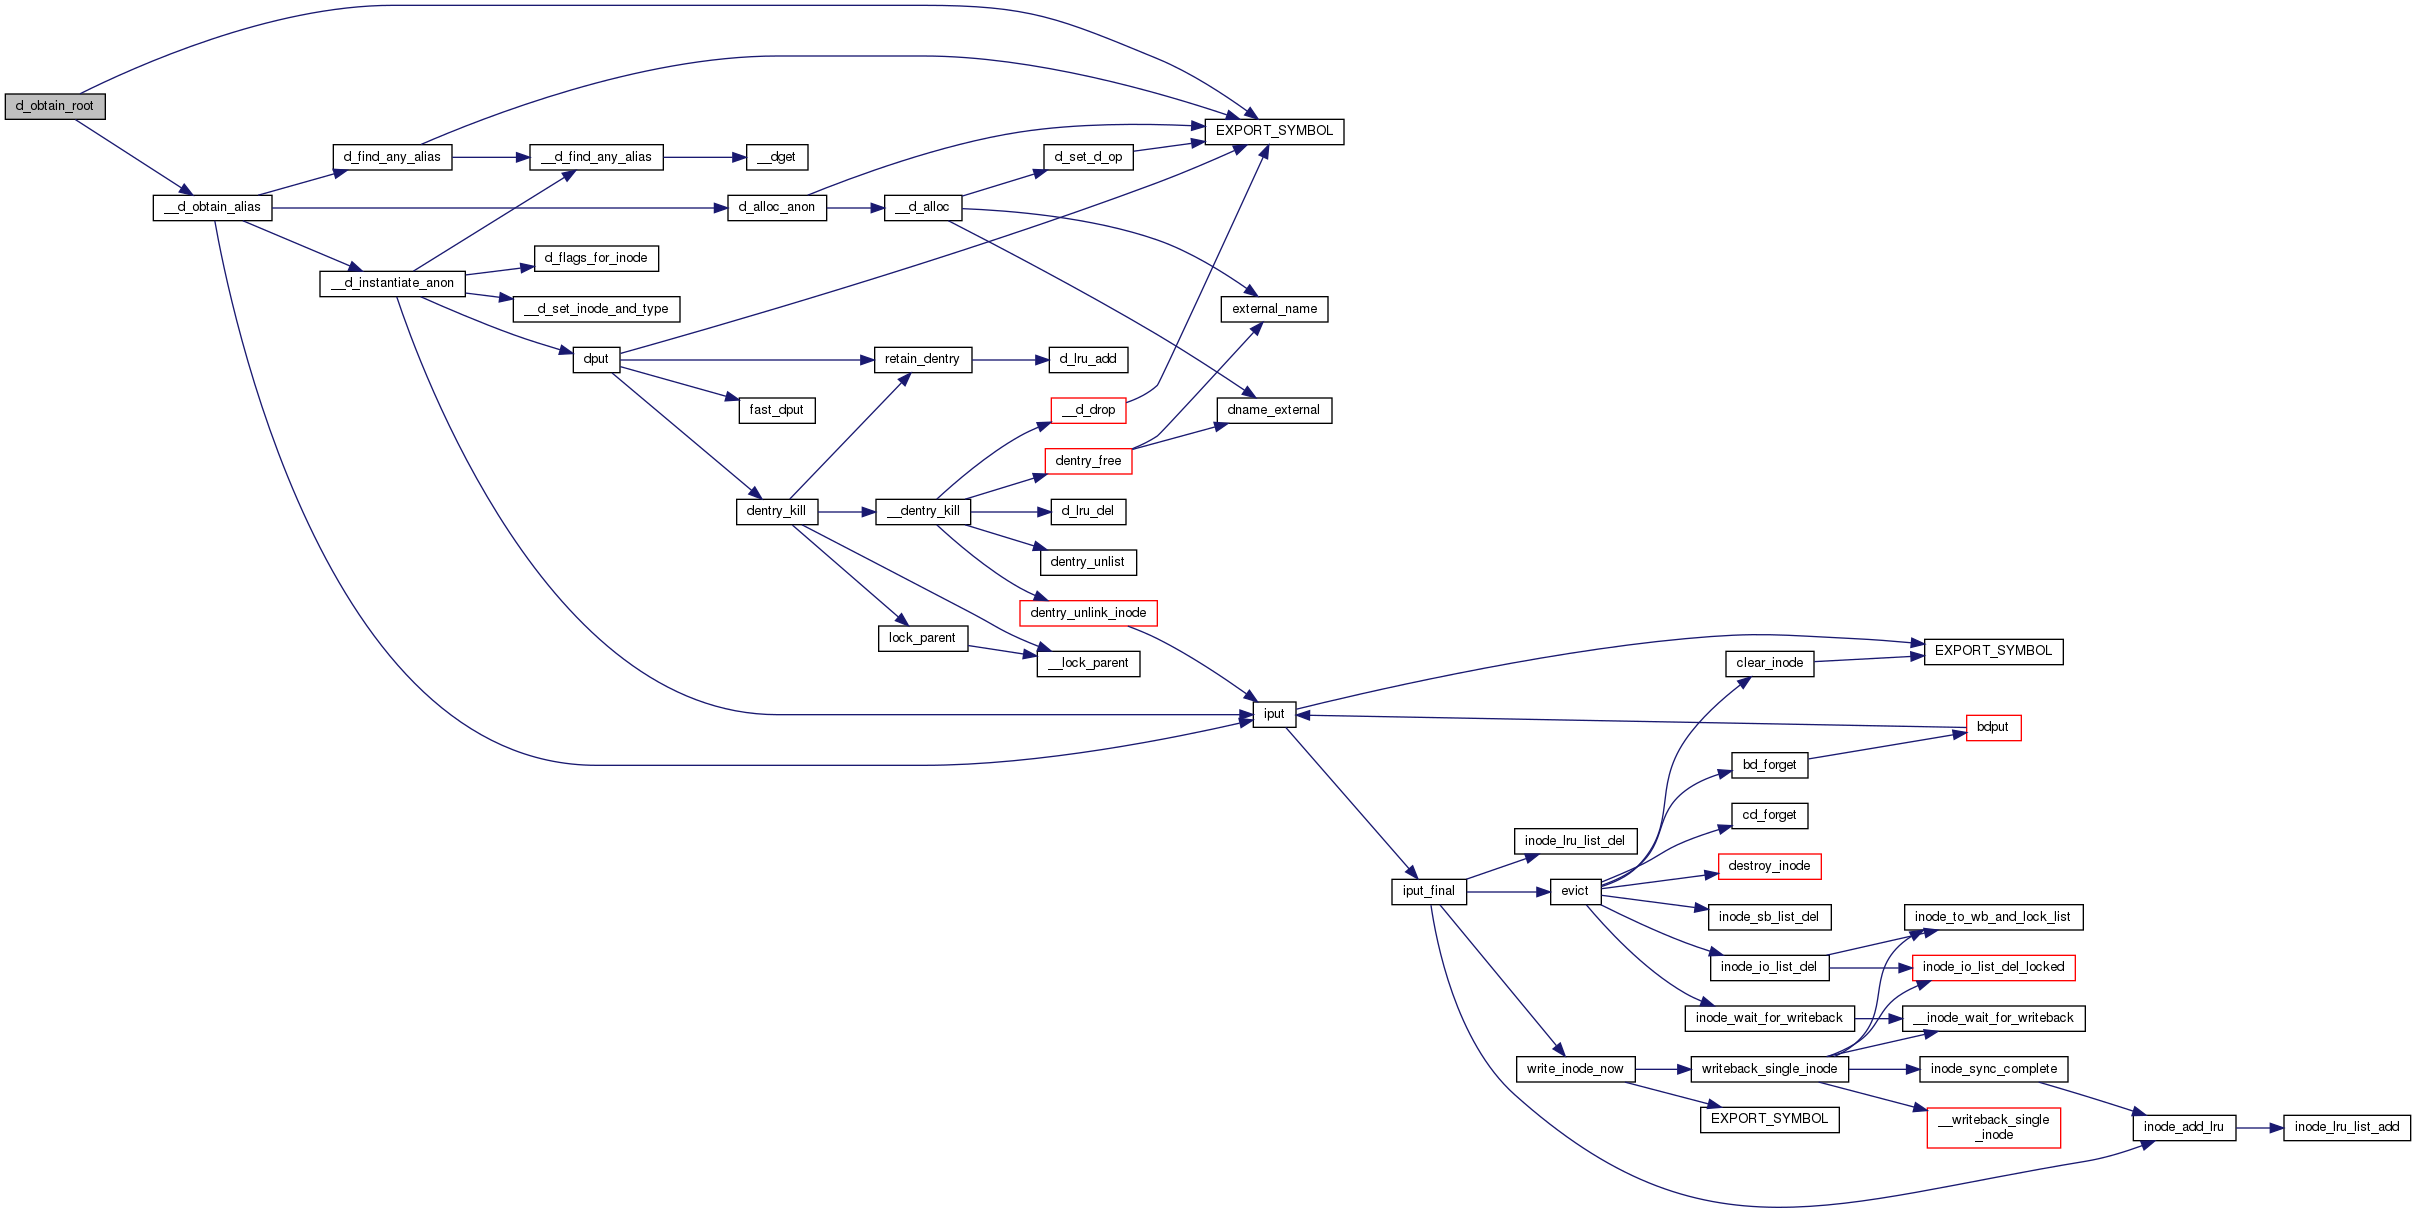 d_obtain_root
EXPORT_SYMBOL
d_find_any_alias
__d_find_any_alias
__dget
d_set_d_op
__d_obtain_alias
d_alloc_anon
__d_alloc
d_flags_for_inode
__d_instantiate_anon
__d_set_inode_and_type
external_name
dput
retain_dentry
d_lru_add
fast_dput
__d_drop
dname_external
dentry_free
dentry_kill
__dentry_kill
d_lru_del
dentry_unlist
dentry_unlink_inode
lock_parent
__lock_parent
clear_inode
EXPORT_SYMBOL
iput
bdput
bd_forget
cd_forget
inode_lru_list_del
destroy_inode
iput_final
evict
inode_sb_list_del
inode_to_wb_and_lock_list
inode_io_list_del
inode_io_list_del_locked
inode_wait_for_writeback
__inode_wait_for_writeback
write_inode_now
writeback_single_inode
inode_sync_complete
EXPORT_SYMBOL
__writeback_single
_inode
inode_add_lru
inode_lru_list_add